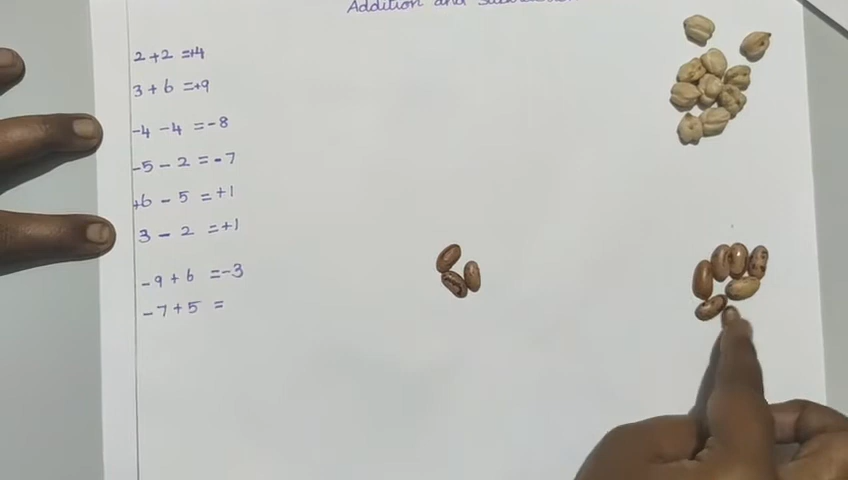 Addition and Subtraction
2 + 2 = +4
3 + 6 = +9
-4 - 4 = -8
-5 - 2 = -7
+6 - 5 = +1
3 - 2 = +1
-9 + 6 = -3
-7 + 5 =